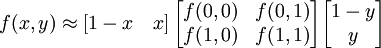 f(x,y) ≈ [1 − x   x] [f(0,0)  f(0,1); f(1,0)  f(1,1)] [1 − y; y]